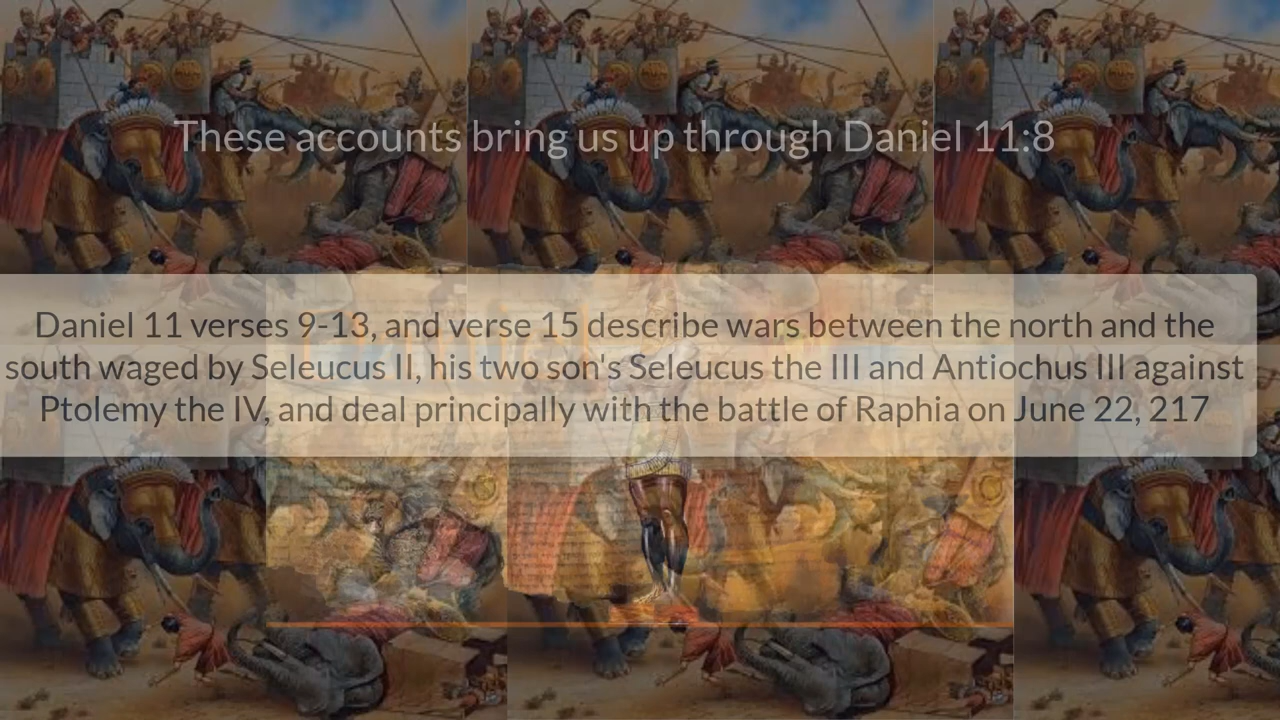 These accounts bring us up through Daniel 11:8
Daniel 11 verses 9-13, and verse 15 describe wars between the north and the
south waged by Seleucus II, his two son's Seleucus the III and Antiochus III against
Ptolemy the IV, and deal principally with the battle of Raphia on June 22, 217